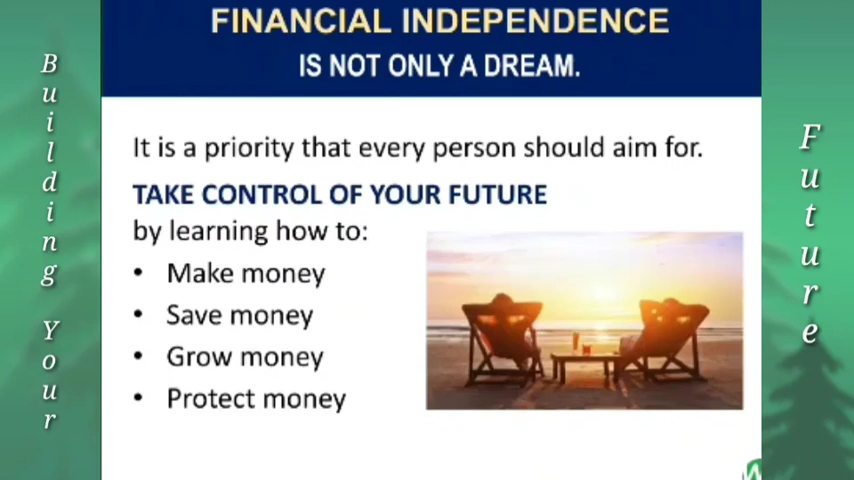 FINANCIAL INDEPENDENCE
IS NOT ONLY A DREAM.
It is a priority that every person should aim for.
TAKE CONTROL OF YOUR FUTURE
by learning how to:
• Make money
• Save money
• Grow money
• Protect money
Building Your
Future